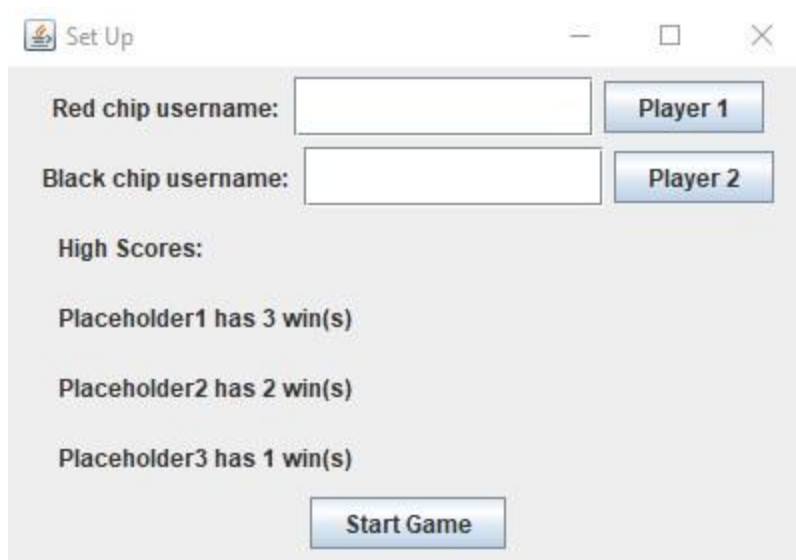 Set Up
Red chip username: Player 1
Black chip username: Player 2
High Scores:
Placeholder1 has 3 win(s)
Placeholder2 has 2 win(s)
Placeholder3 has 1 win(s)
Start Game